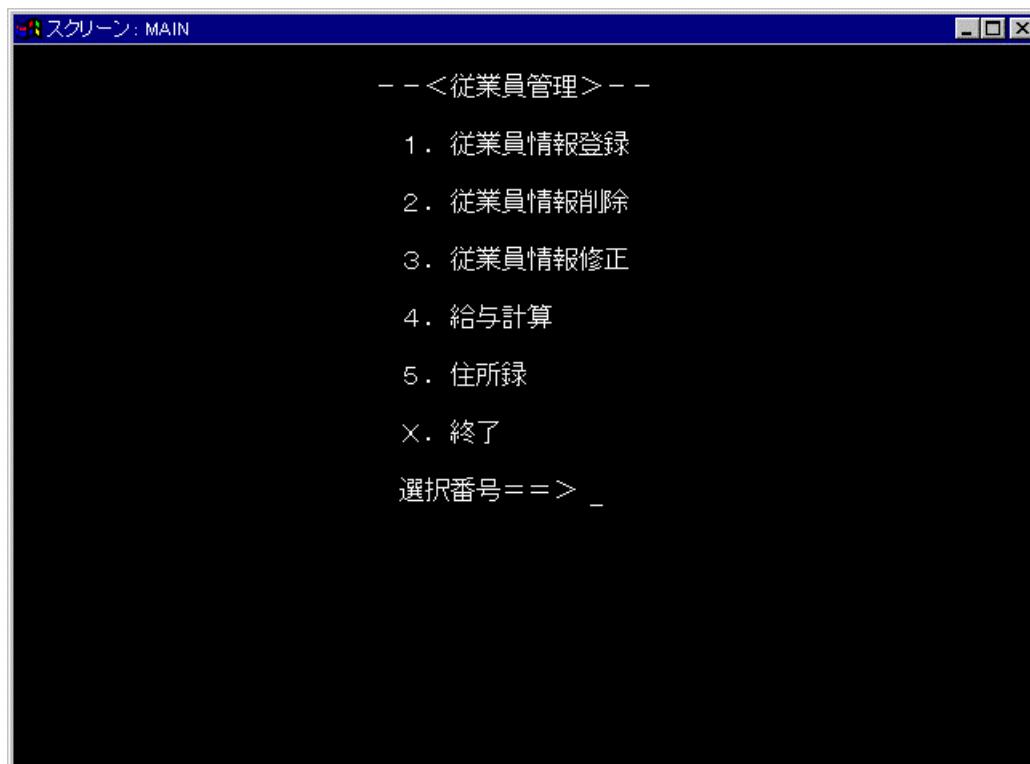 スクリーン : MAIN
－－＜従業員管理＞－－
１．従業員情報登録
２．従業員情報削除
３．従業員情報修正
４．給与計算
５．住所録
Ｘ．終了
選択番号＝＝＞ _